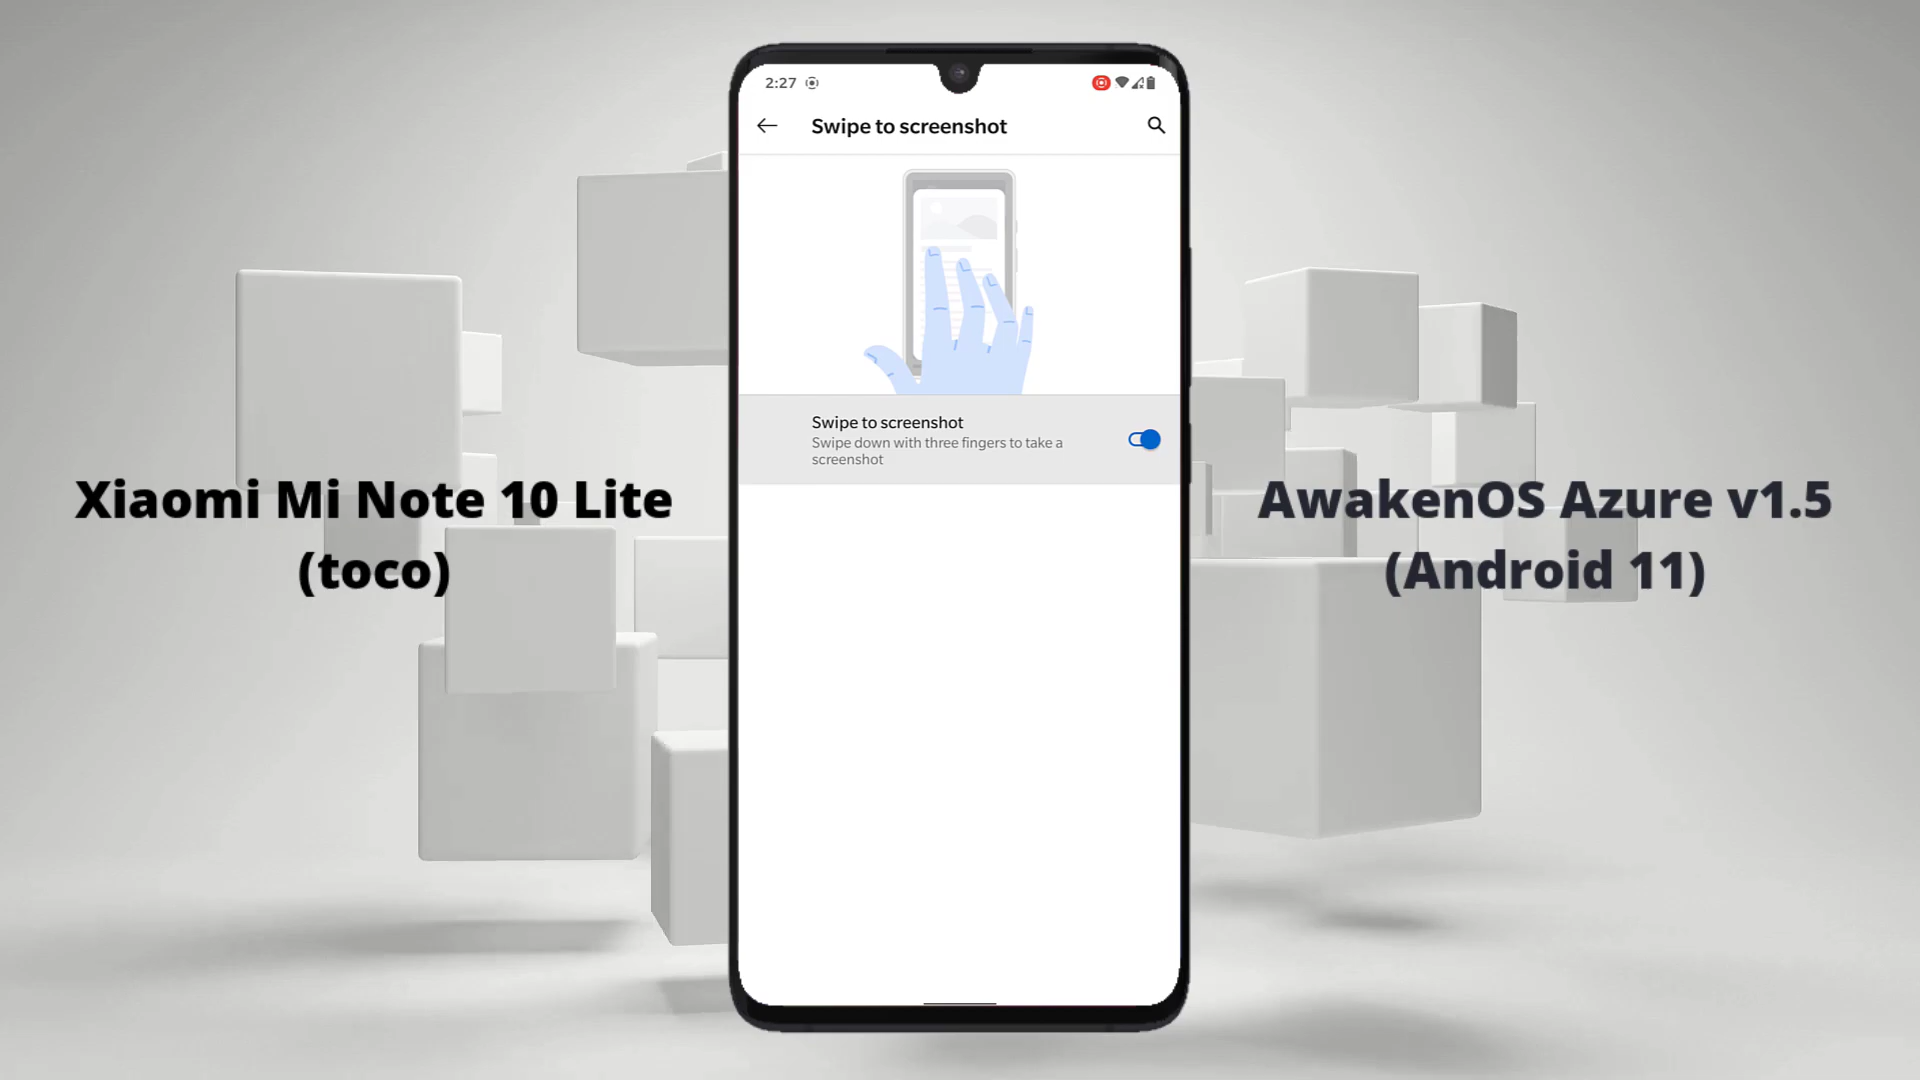 2:27
Swipe to screenshot
Swipe to screenshot
Swipe down with three fingers to take a
screenshot
Xiaomi Mi Note 10 Lite
(toco)
AwakenOS Azure v1.5
(Android 11)